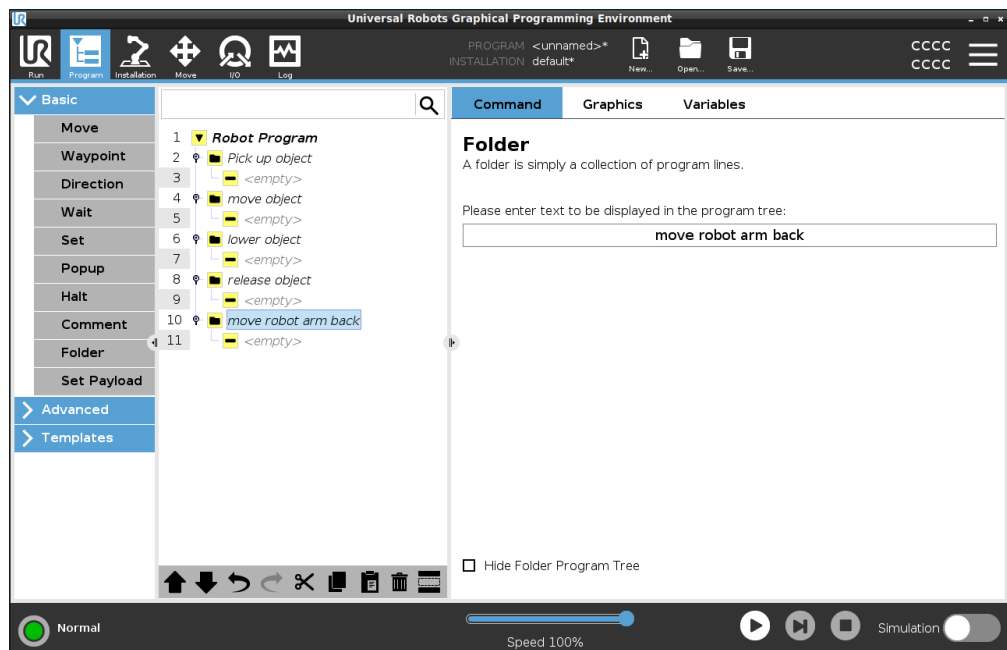 UR
Universal Robots Graphical Programming Environment
UR
Run
Program
Installation
Move
I/O
Log
PROGRAM <unnamed>*
INSTALLATION default*
New...
Open...
Save...
CCCC
CCCC
Basic
Move
Waypoint
Direction
Wait
Set
Popup
Halt
Comment
Folder
Set Payload
Advanced
Templates
1 Robot Program
2 Pick up object
3 <empty>
4 move object
5 <empty>
6 lower object
7 <empty>
8 release object
9 <empty>
10 move robot arm back
11 <empty>
Command Graphics Variables
Folder
A folder is simply a collection of program lines.
Please enter text to be displayed in the program tree:
move robot arm back
Hide Folder Program Tree
Normal
Speed 100%
Simulation